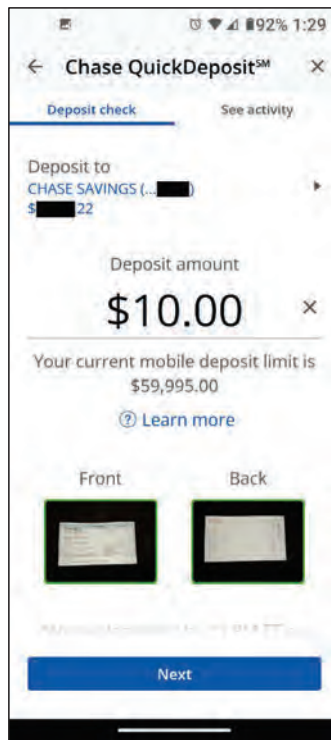 92% 1:29
Chase QuickDeposit℠
Deposit check See activity
Deposit to
CHASE SAVINGS (... )
$ 22
Deposit amount
$10.00
Your current mobile deposit limit is
$59,995.00
Learn more
Front Back
Next